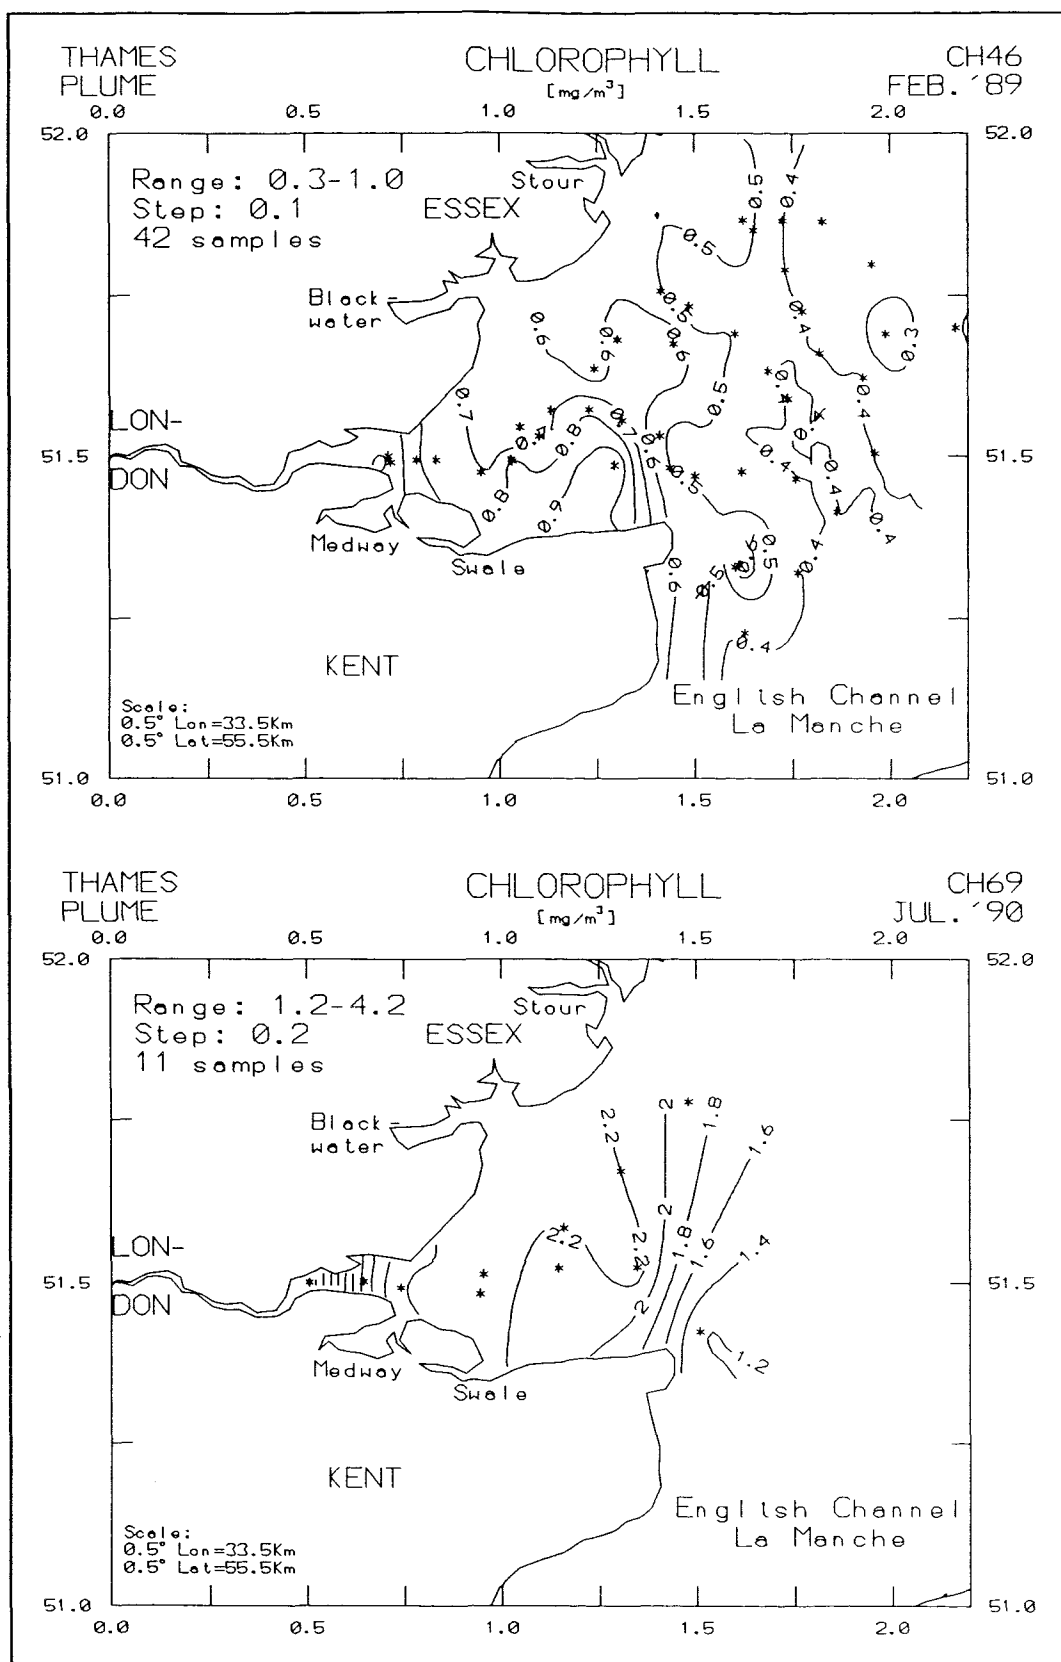 THAMES PLUME
CHLOROPHYLL
[mg/m³]
CH46
FEB. ´89
0.0 0.5 1.0 1.5 2.0
52.0 52.0
Range: 0.3-1.0
Step: 0.1
42 samples
Stour
ESSEX
Black-
water
0.5 0.4
0.5
0.5 0.4 0.3
0.6 0.6 0.6
0.5
0.4 0.4 0.4
0.7 0.7 0.7 0.8 0.6
0.4
LON-
DON
51.5 51.5
0.4
0.5
0.8 0.9
0.4
0.4
Medway
Swale
0.6 0.5 0.6 0.5 0.4
0.4
KENT
English Channel
La Manche
Scale:
0.5° Lon=33.5Km
0.5° Lat=55.5Km
51.0 51.0
0.0 0.5 1.0 1.5 2.0
THAMES PLUME
CHLOROPHYLL
[mg/m³]
CH69
JUL. ´90
0.0 0.5 1.0 1.5 2.0
52.0 52.0
Range: 1.2-4.2
Step: 0.2
11 samples
Stour
ESSEX
Black-
water
2.2 2 1.8 1.6
2
2.2 2.2 1.8 1.6 1.4
LON-
DON
51.5 51.5
2
1.2
Medway
Swale
KENT
English Channel
La Manche
Scale:
0.5° Lon=33.5Km
0.5° Lat=55.5Km
51.0 51.0
0.0 0.5 1.0 1.5 2.0